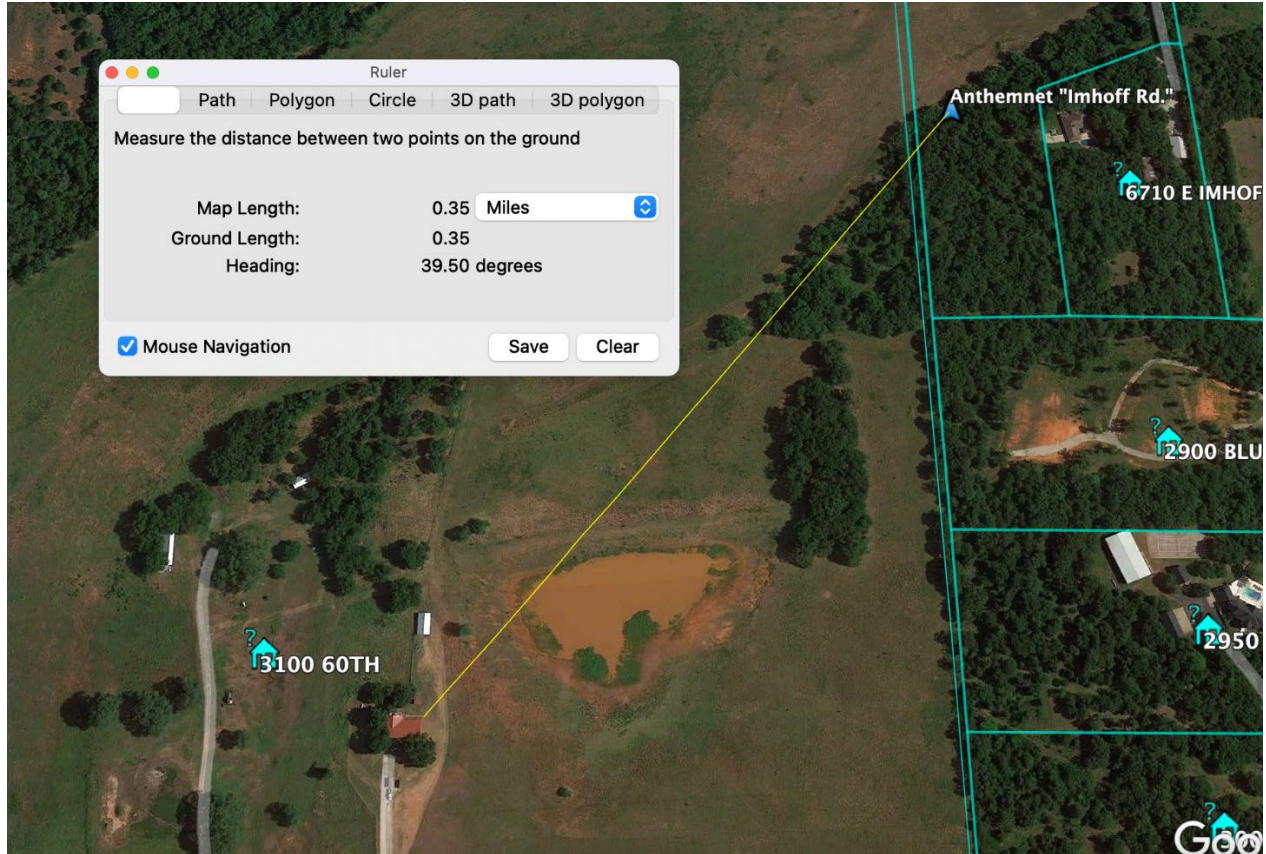 Ruler
Path Polygon Circle 3D path 3D polygon
Measure the distance between two points on the ground
Map Length: 0.35 Miles
Ground Length: 0.35
Heading: 39.50 degrees
Mouse Navigation Save Clear
Anthemnet "Imhoff Rd."
?
6710 E IMHOF
?
2900 BLU
?
2950
?
3100 60TH
?
Goo